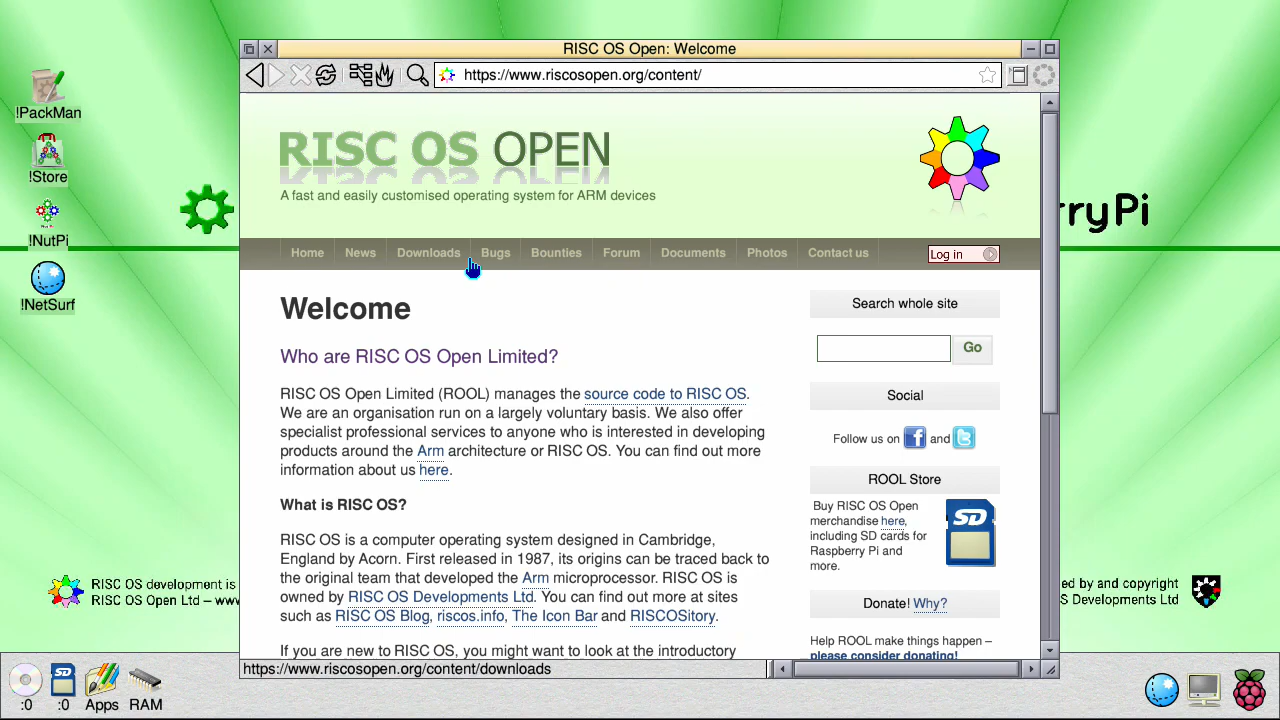 RISC OS Open: Welcome
https://www.riscosopen.org/content/
!PackMan
!Store
!NutPi
!NetSurf
rryPi
RISC OS OPEN
A fast and easily customised operating system for ARM devices
Home News Downloads Bugs Bounties Forum Documents Photos Contact us Log in
Welcome
Who are RISC OS Open Limited?
RISC OS Open Limited (ROOL) manages the source code to RISC OS.
We are an organisation run on a largely voluntary basis. We also offer
specialist professional services to anyone who is interested in developing
products around the Arm architecture or RISC OS. You can find out more
information about us here.
What is RISC OS?
RISC OS is a computer operating system designed in Cambridge,
England by Acorn. First released in 1987, its origins can be traced back to
the original team that developed the Arm microprocessor. RISC OS is
owned by RISC OS Developments Ltd. You can find out more at sites
such as RISC OS Blog, riscos.info, The Icon Bar and RISCOSitory.
If you are new to RISC OS, you might want to look at the introductory
Search whole site
Go
Social
Follow us on f and t
ROOL Store
Buy RISC OS Open
merchandise here,
including SD cards for
Raspberry Pi and
more.
SD
Donate! Why?
Help ROOL make things happen –
please consider donating!
https://www.riscosopen.org/content/downloads
RISC OS development is
RISC OS Open Ltd – www
ed by and copyright
S Developments Ltd
:0
:0
Apps
RAM